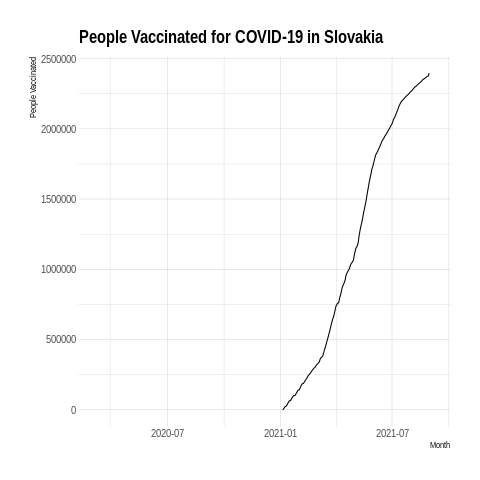 People Vaccinated for COVID-19 in Slovakia
People Vaccinated
2500000
2000000
1500000
1000000
500000
0
2020-07 2021-01 2021-07
Month